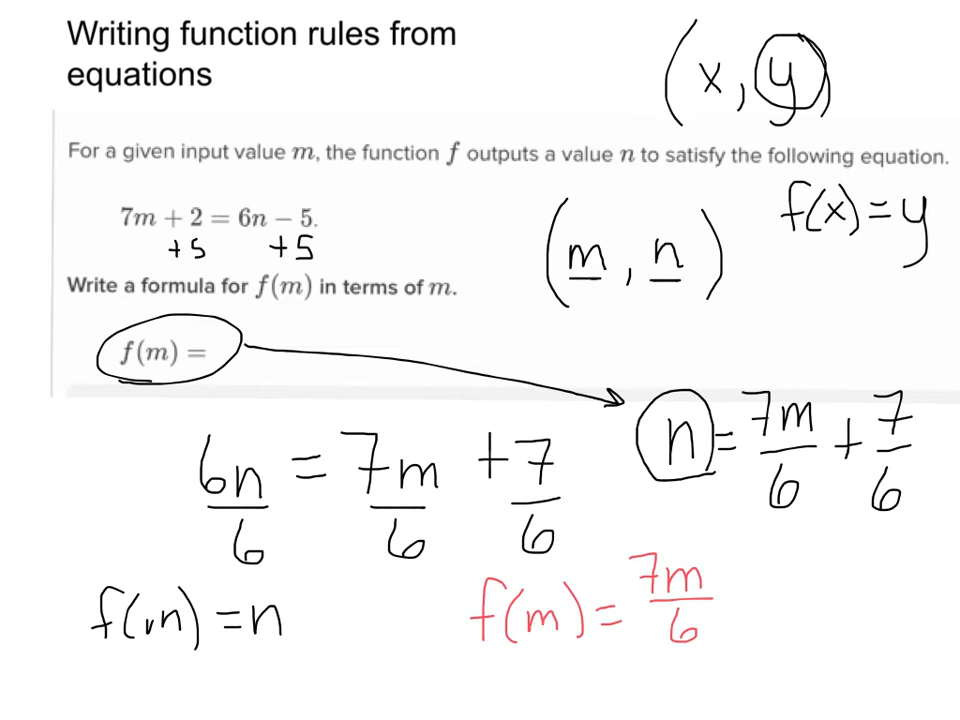 Writing function rules from
equations
(x, y)
For a given input value m, the function f outputs a value n to satisfy the following equation.
7m + 2 = 6n − 5.
+5 +5
(m, n)
f(x) = y
Write a formula for f(m) in terms of m.
f(m) =
n = 7m/6 + 7/6
6n/6 = 7m/6 + 7/6
f(m) = n
f(m) = 7m/6